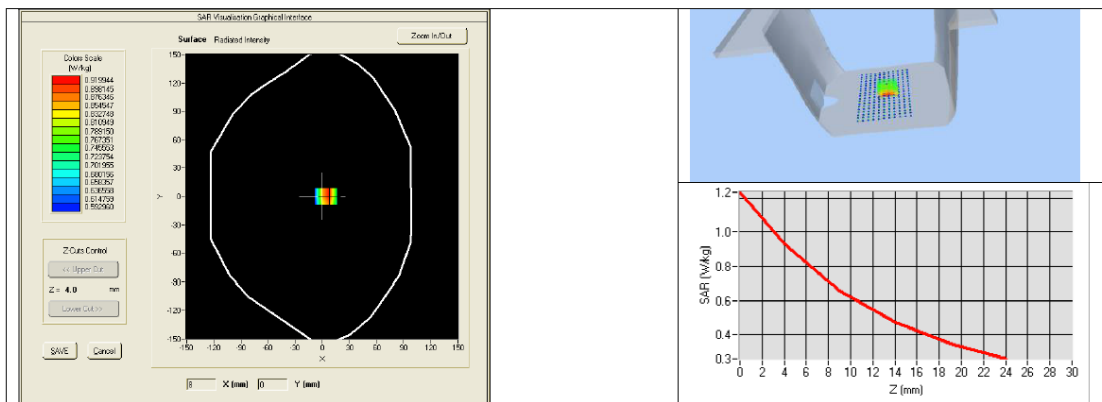 SAR Visualisation Graphical Interface
Surface Radiated Intensity
Zoom In/Out
Colors Scale
(W/kg)
0.919944
0.898145
0.876346
0.854547
0.832748
0.810949
0.789150
0.767351
0.745553
0.723754
0.701955
0.680156
0.658357
0.636558
0.614759
0.592960
Z-Cuts Control
<< Upper Cut
Z = 4.0 mm
Lower Cut >>
SAVE Cancel
150
120
90
60
30
0
-30
-60
-90
-120
-150
Y
-150 -120 -90 -60 -30 0 30 60 90 120 150
X
8 X (mm) 0 Y (mm)
1.2
1.0
0.8
0.6
0.4
0.3
SAR (W/kg)
0 2 4 6 8 10 12 14 16 18 20 22 24 26 28 30
Z (mm)